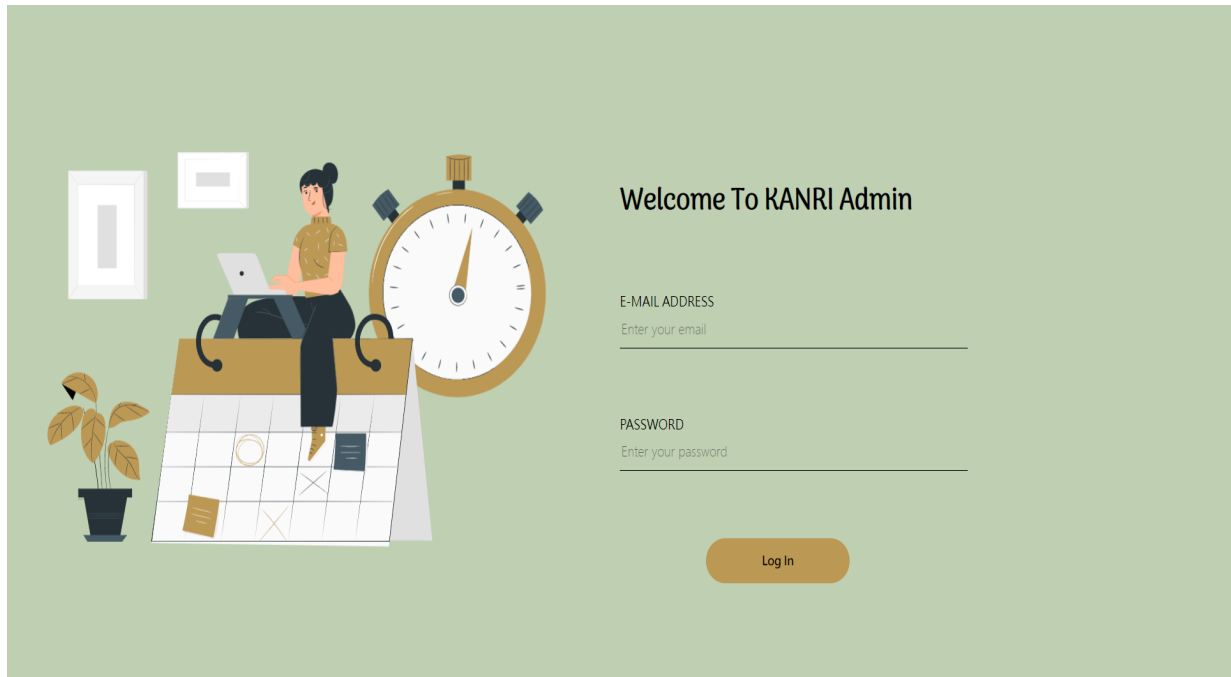 Welcome To KANRI Admin
E-MAIL ADDRESS
Enter your email
PASSWORD
Enter your password
Log In